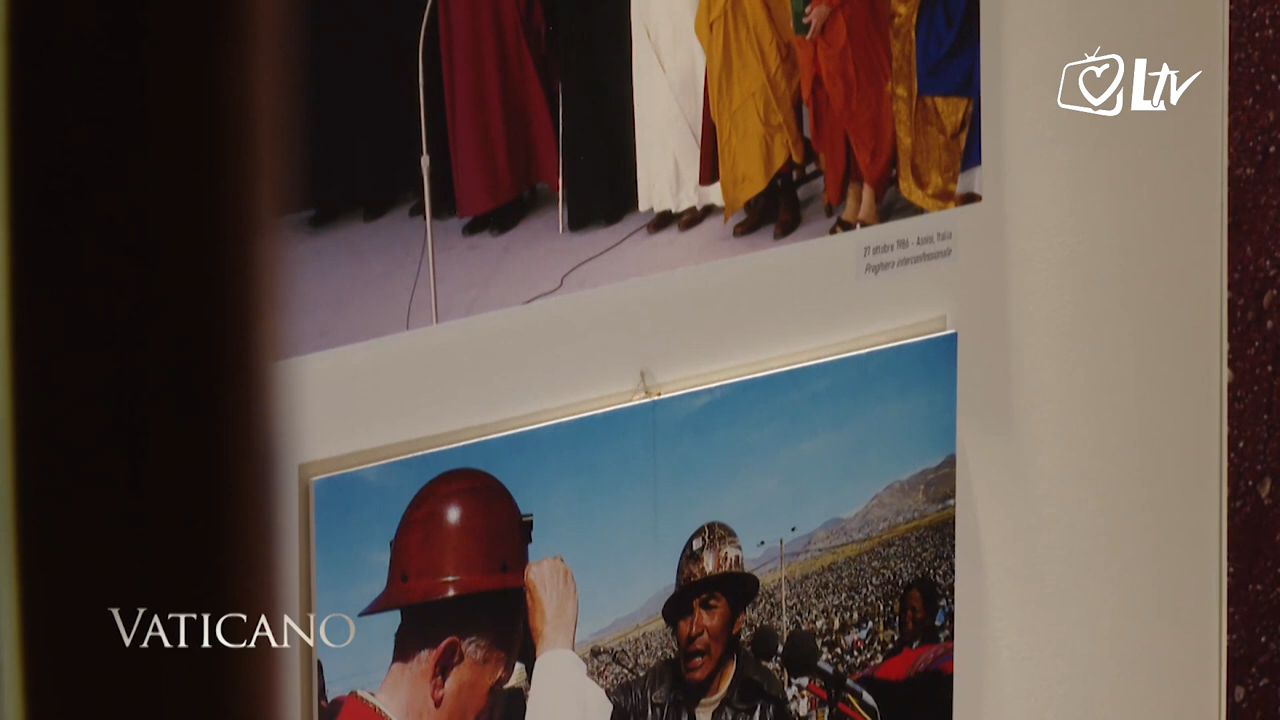 LTV
27 ottobre 1986 - Assisi, Italia
Preghiera interconfessionale
VATICANO